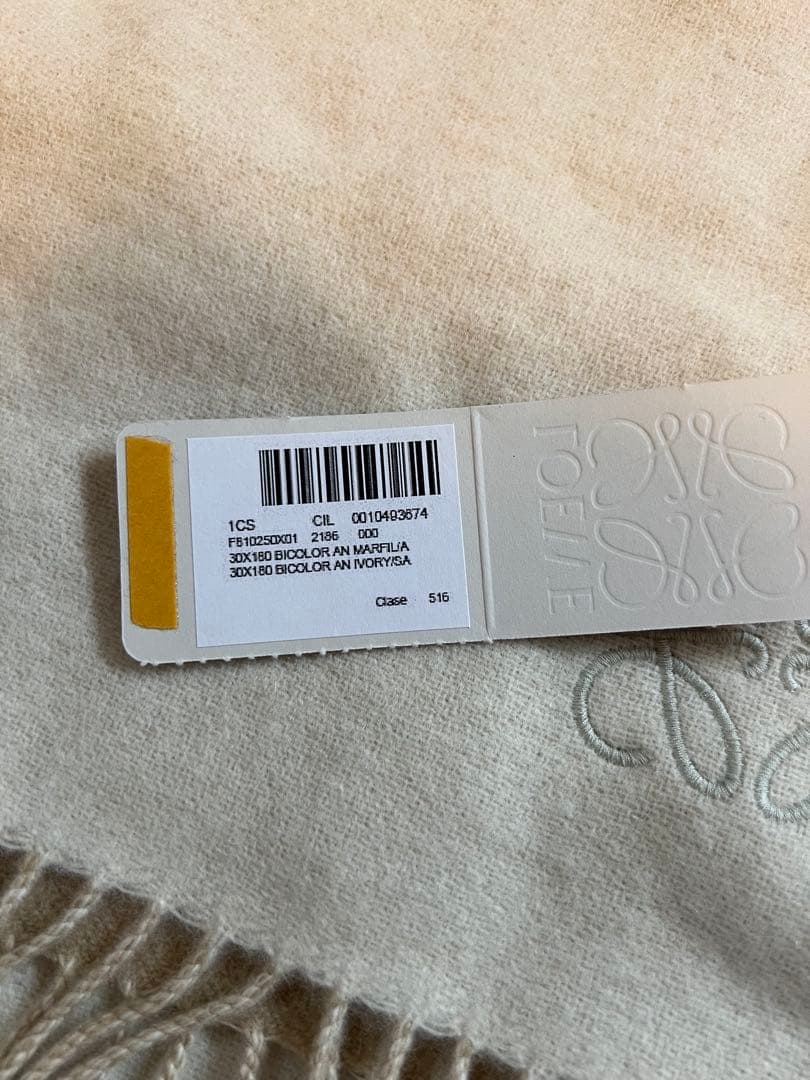 1CS CIL 0010493674
F810250X01 2186 000
30X180 BICOLOR AN MARFIL/A
30X180 BICOLOR AN IVORY/SA
Clase 516
LOEWE